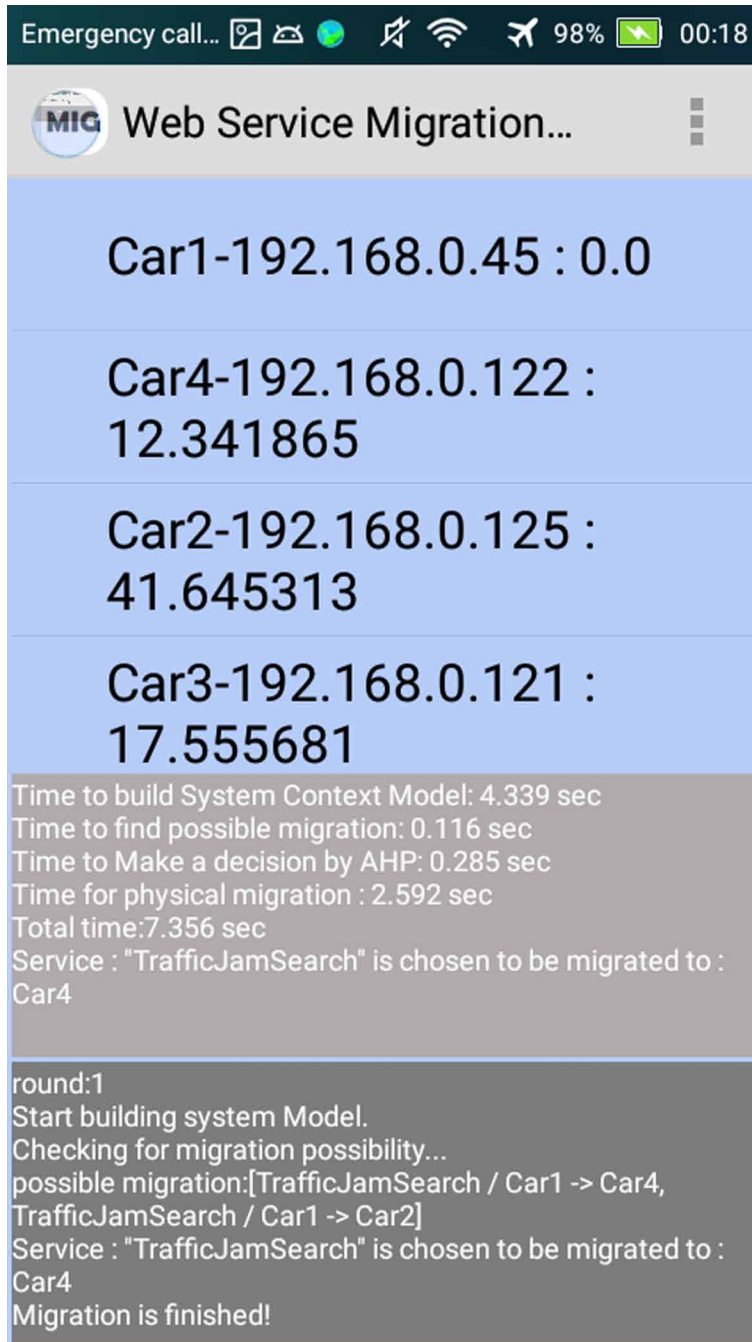 Emergency call... 98% 00:18
MIG Web Service Migration...
Car1-192.168.0.45 : 0.0
Car4-192.168.0.122 :
12.341865
Car2-192.168.0.125 :
41.645313
Car3-192.168.0.121 :
17.555681
Time to build System Context Model: 4.339 sec
Time to find possible migration: 0.116 sec
Time to Make a decision by AHP: 0.285 sec
Time for physical migration : 2.592 sec
Total time:7.356 sec
Service : "TrafficJamSearch" is chosen to be migrated to :
Car4
round:1
Start building system Model.
Checking for migration possibility...
possible migration:[TrafficJamSearch / Car1 -> Car4,
TrafficJamSearch / Car1 -> Car2]
Service : "TrafficJamSearch" is chosen to be migrated to :
Car4
Migration is finished!